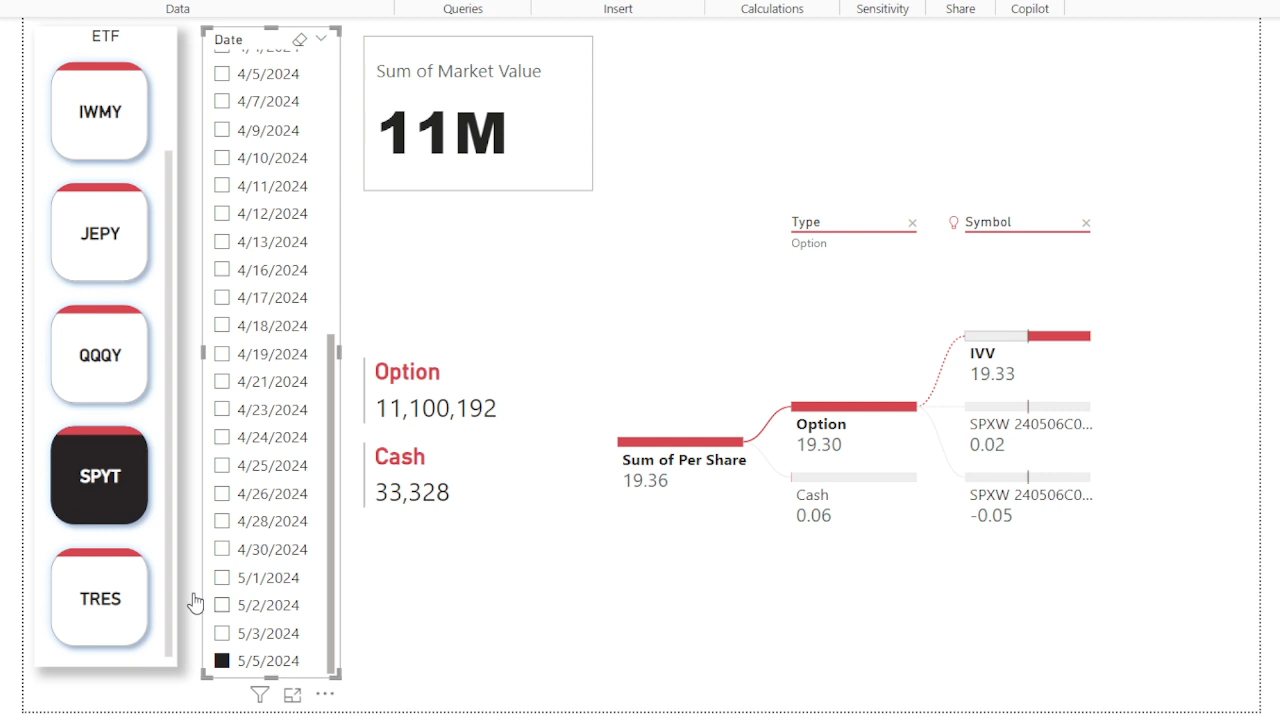 Data
Queries
Insert
Calculations
Sensitivity
Share
Copilot
ETF
IWMY
JEPY
QQQY
SPYT
TRES
Date
4/5/2024
4/7/2024
4/9/2024
4/10/2024
4/11/2024
4/12/2024
4/13/2024
4/16/2024
4/17/2024
4/18/2024
4/19/2024
4/21/2024
4/23/2024
4/24/2024
4/25/2024
4/26/2024
4/28/2024
4/30/2024
5/1/2024
5/2/2024
5/3/2024
5/5/2024
Sum of Market Value
11M
Option
11,100,192
Cash
33,328
Type
Option
Symbol
Sum of Per Share
19.36
Option
19.30
Cash
0.06
IVV
19.33
SPXW 240506C0...
0.02
SPXW 240506C0...
-0.05